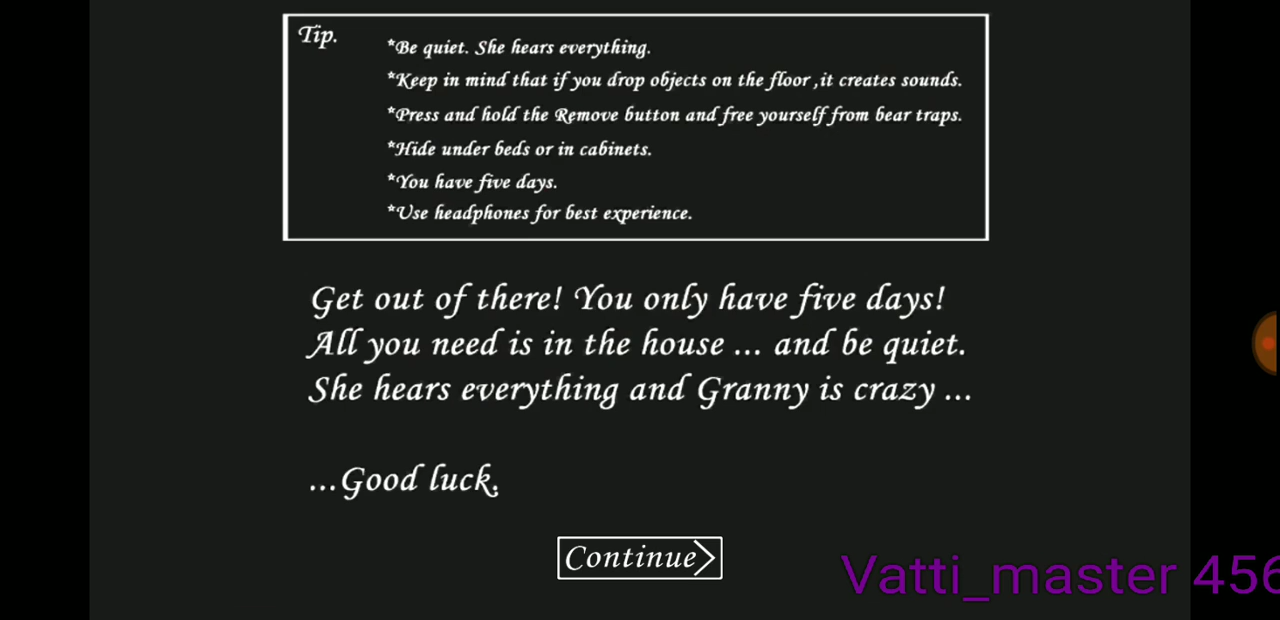 Tip.
*Be quiet. She hears everything.
*Keep in mind that if you drop objects on the floor ,it creates sounds.
*Press and hold the Remove button and free yourself from bear traps.
*Hide under beds or in cabinets.
*You have five days.
*Use headphones for best experience.
Get out of there! You only have five days!
All you need is in the house ... and be quiet.
She hears everything and Granny is crazy ...
...Good luck.
Continue
Vatti_master 456